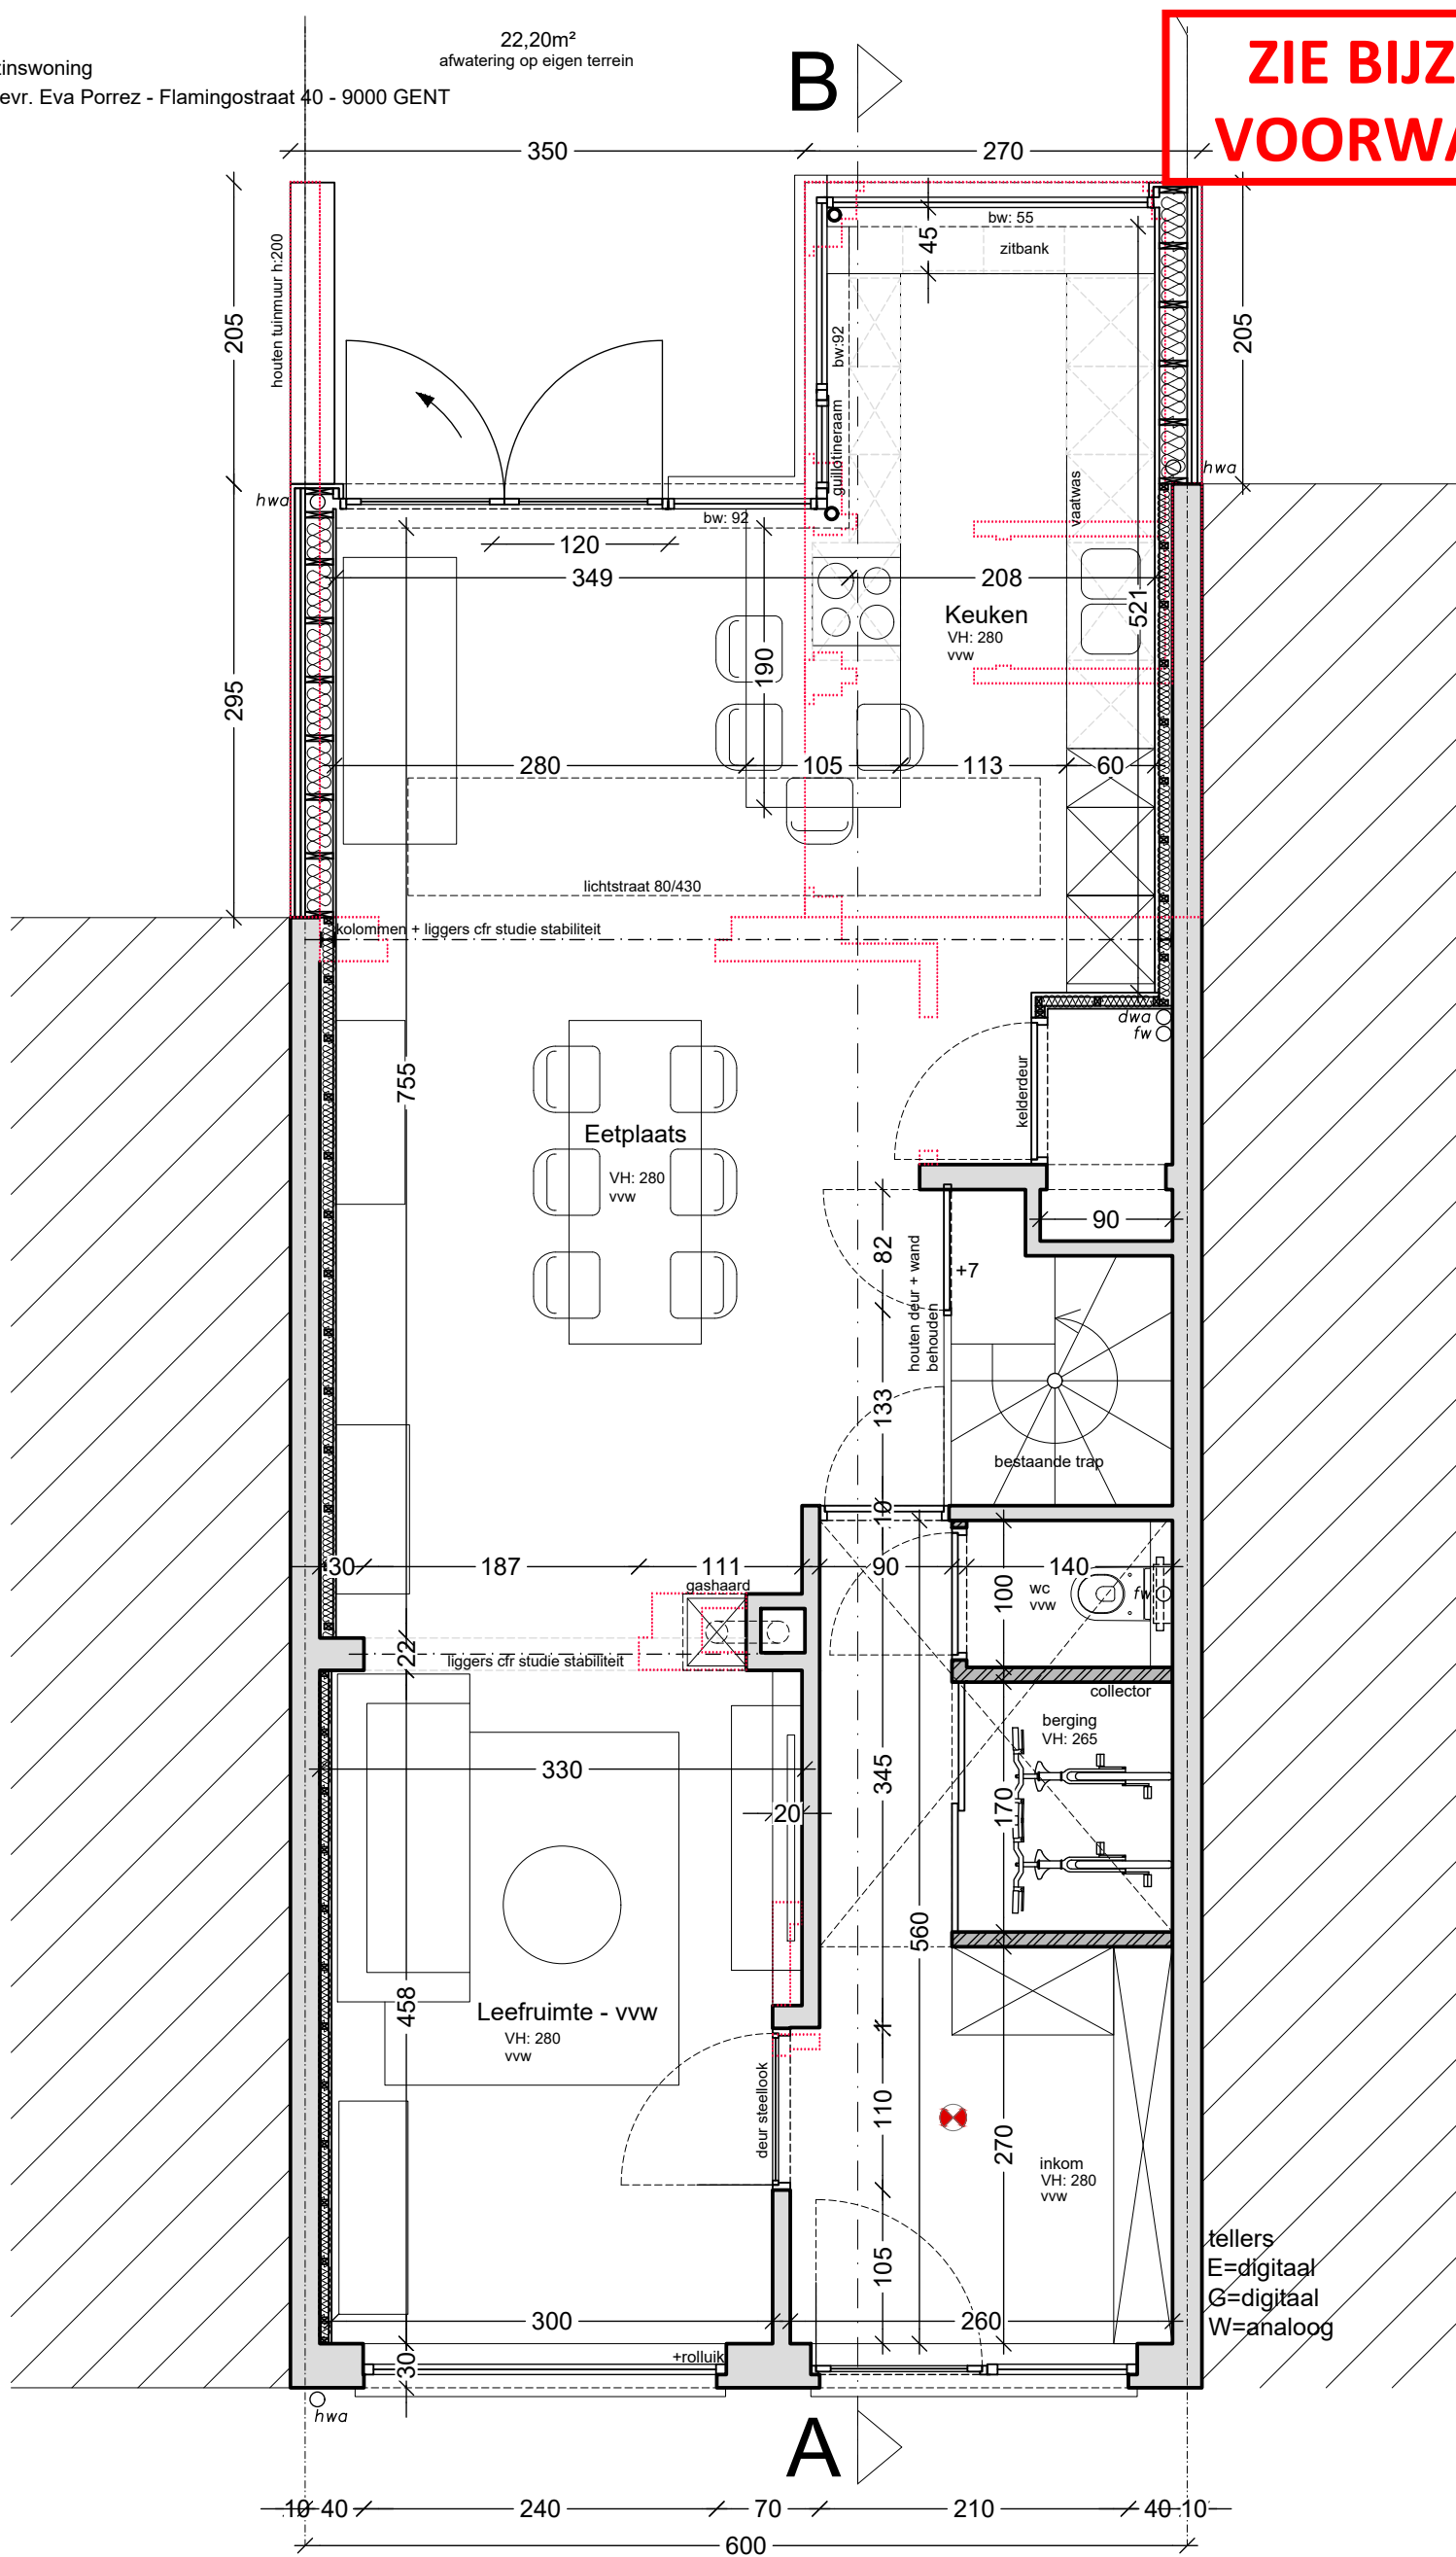 22,20m²
afwatering op eigen terrein
inswoning
evr. Eva Porrez - Flamingostraat 40 - 9000 GENT
B
ZIE BIJZ
VOORWA
350
270
houten tuinmuur h:200
205
bw: 55
45
zitbank
205
bw:92
guillotineraam
vaatwas
hwa
hwa
bw: 92
120
349
208
Keuken
VH: 280
vvw
521
190
295
280
105
113
60
lichtstraat 80/430
kolommen + liggers cfr studie stabiliteit
dwa
fw
kelderdeur
755
Eetplaats
VH: 280
vvw
90
82
houten deur + wand
behouden
+7
133
bestaande trap
10
30
187
111
90
140
gashaard
100
wc
vvw
fw
22
liggers cfr studie stabiliteit
collector
berging
VH: 265
330
345
170
20
560
458
Leefruimte - vvw
VH: 280
vvw
11
deur steellook
110
270
inkom
VH: 280
vvw
105
tellers
E=digitaal
G=digitaal
W=analoog
300
260
+rolluik
30
hwa
A
10
40
240
70
210
40
10
600